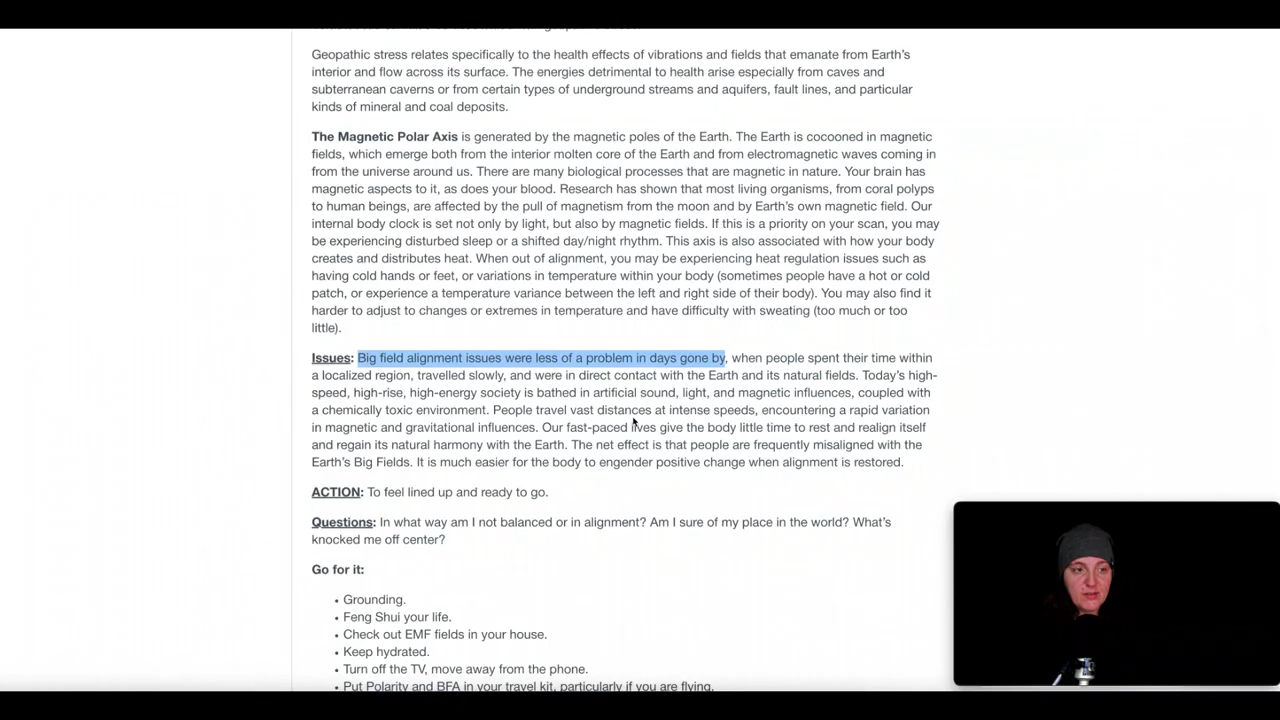 Geopathic stress relates specifically to the health effects of vibrations and fields that emanate from Earth's
interior and flow across its surface. The energies detrimental to health arise especially from caves and
subterranean caverns or from certain types of underground streams and aquifers, fault lines, and particular
kinds of mineral and coal deposits.
The Magnetic Polar Axis is generated by the magnetic poles of the Earth. The Earth is cocooned in magnetic
fields, which emerge both from the interior molten core of the Earth and from electromagnetic waves coming in
from the universe around us. There are many biological processes that are magnetic in nature. Your brain has
magnetic aspects to it, as does your blood. Research has shown that most living organisms, from coral polyps
to human beings, are affected by the pull of magnetism from the moon and by Earth's own magnetic field. Our
internal body clock is set not only by light, but also by magnetic fields. If this is a priority on your scan, you may
be experiencing disturbed sleep or a shifted day/night rhythm. This axis is also associated with how your body
creates and distributes heat. When out of alignment, you may be experiencing heat regulation issues such as
having cold hands or feet, or variations in temperature within your body (sometimes people have a hot or cold
patch, or experience a temperature variance between the left and right side of their body). You may also find it
harder to adjust to changes or extremes in temperature and have difficulty with sweating (too much or too
little).
Issues: Big field alignment issues were less of a problem in days gone by, when people spent their time within
a localized region, travelled slowly, and were in direct contact with the Earth and its natural fields. Today's high-
speed, high-rise, high-energy society is bathed in artificial sound, light, and magnetic influences, coupled with
a chemically toxic environment. People travel vast distances at intense speeds, encountering a rapid variation
in magnetic and gravitational influences. Our fast-paced lives give the body little time to rest and realign itself
and regain its natural harmony with the Earth. The net effect is that people are frequently misaligned with the
Earth's Big Fields. It is much easier for the body to engender positive change when alignment is restored.
ACTION: To feel lined up and ready to go.
Questions: In what way am I not balanced or in alignment? Am I sure of my place in the world? What's
knocked me off center?
Go for it:
• Grounding.
• Feng Shui your life.
• Check out EMF fields in your house.
• Keep hydrated.
• Turn off the TV, move away from the phone.
• Put Polarity and BFA in your travel kit, particularly if you are flying.